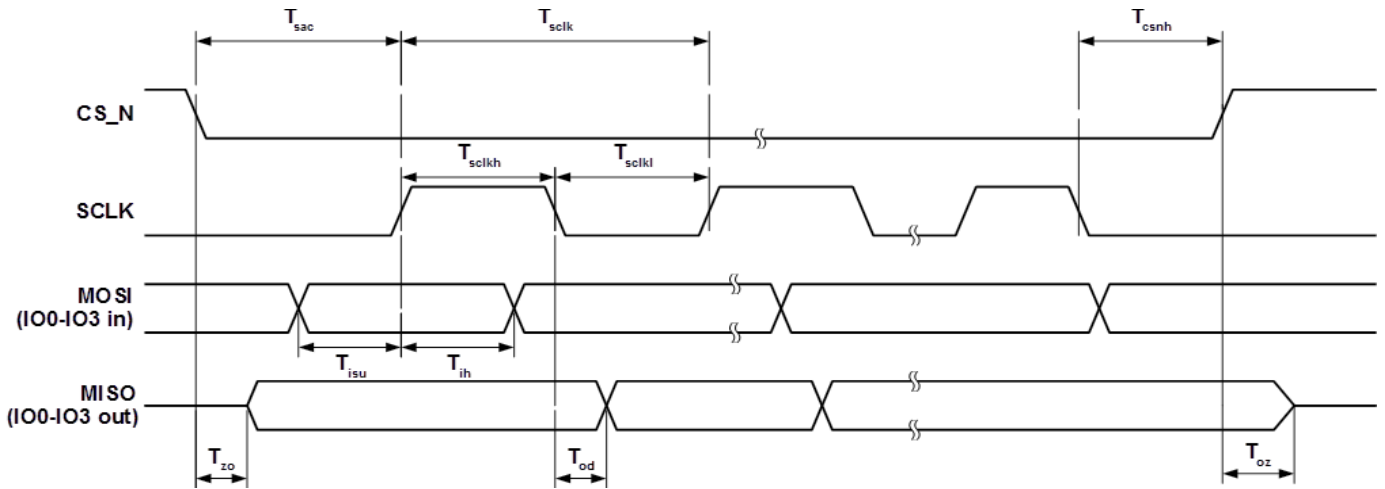 Tsac
Tsclk
Tcsnh
CS_N
Tsclkh
Tsclkl
SCLK
MOSI
(IO0-IO3 in)
Tisu
Tih
MISO
(IO0-IO3 out)
Tzo
Tod
Toz